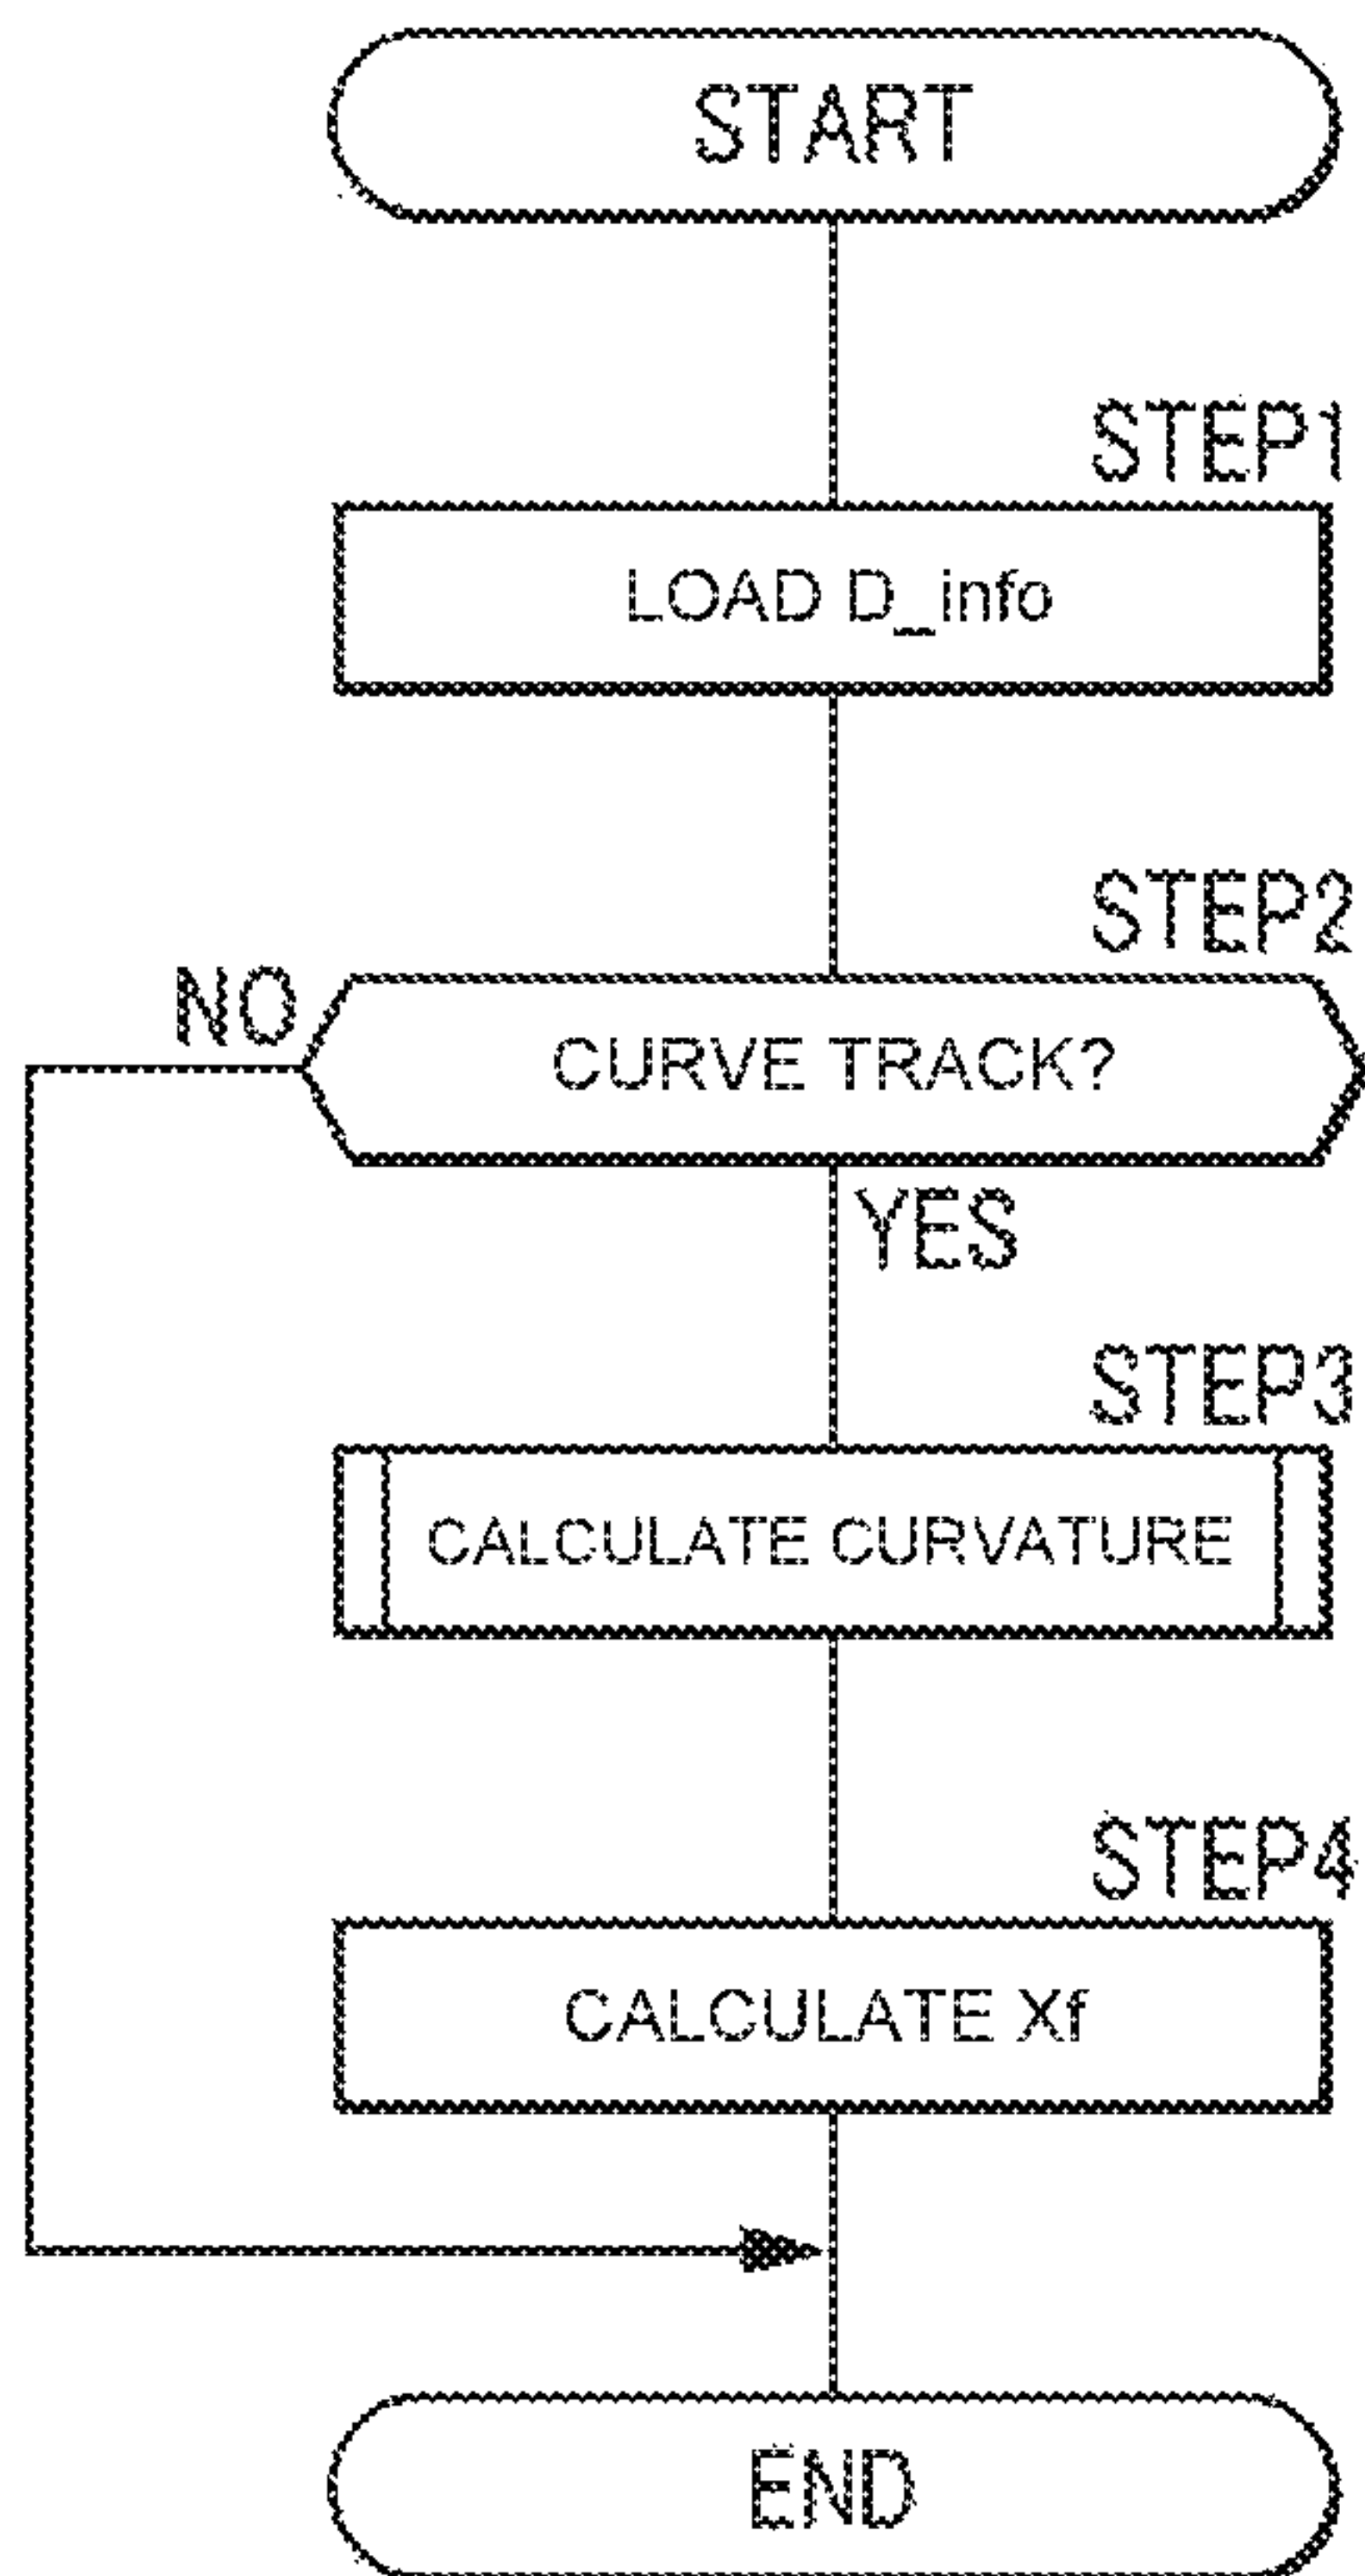 START
STEP1
LOAD D_info
STEP2
NO
CURVE TRACK?
YES
STEP3
CALCULATE CURVATURE
STEP4
CALCULATE Xf
END